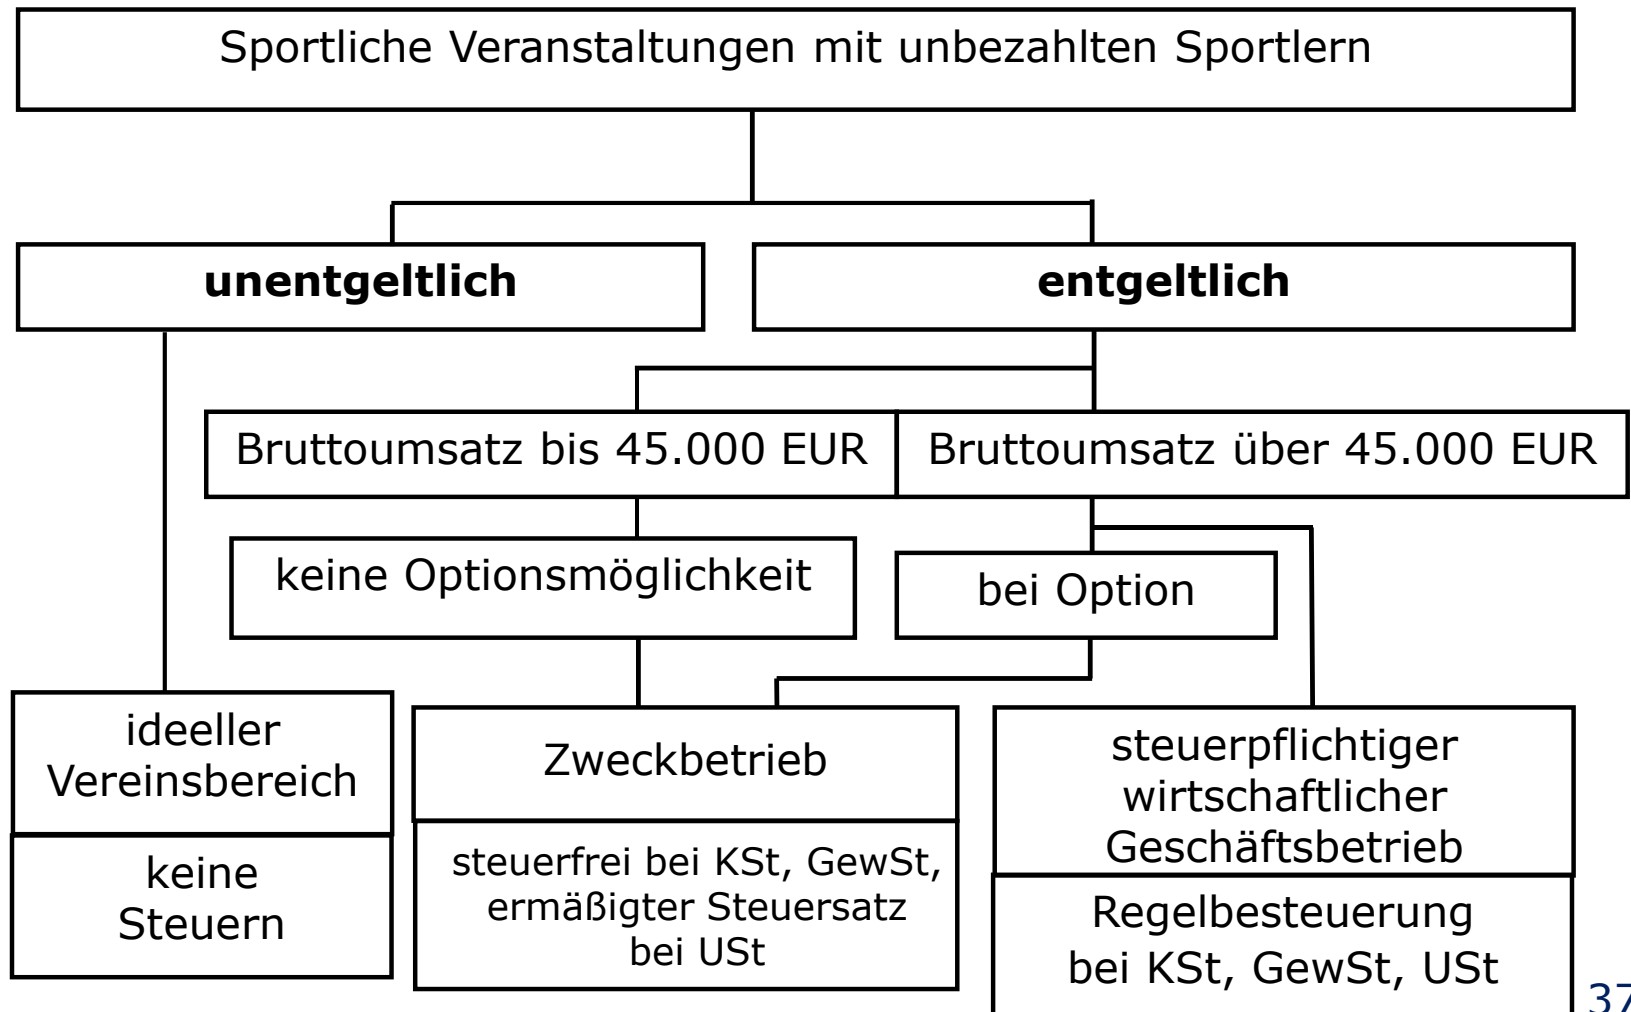 Sportliche Veranstaltungen mit unbezahlten Sportlern
unentgeltlich
entgeltlich
Bruttoumsatz bis 45.000 EUR
Bruttoumsatz über 45.000 EUR
keine Optionsmöglichkeit
bei Option
ideeller
Vereinsbereich
keine
Steuern
Zweckbetrieb
steuerfrei bei KSt, GewSt,
ermäßigter Steuersatz
bei USt
steuerpflichtiger
wirtschaftlicher
Geschäftsbetrieb
Regelbesteuerung
bei KSt, GewSt, USt
37